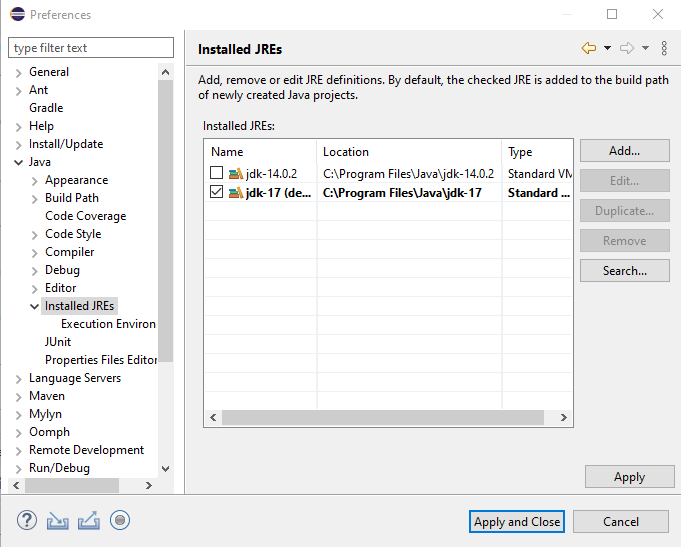 Preferences
type filter text
General
Ant
Gradle
Help
Install/Update
Java
Appearance
Build Path
Code Coverage
Code Style
Compiler
Debug
Editor
Installed JREs
Execution Environ
JUnit
Properties Files Editor
Language Servers
Maven
Mylyn
Oomph
Remote Development
Run/Debug
Installed JREs
Add, remove or edit JRE definitions. By default, the checked JRE is added to the build path
of newly created Java projects.
Installed JREs:
Name Location Type
jdk-14.0.2 C:\Program Files\Java\jdk-14.0.2 Standard VM
jdk-17 (de... C:\Program Files\Java\jdk-17 Standard ...
Add...
Edit...
Duplicate...
Remove
Search...
Apply
?
Apply and Close
Cancel